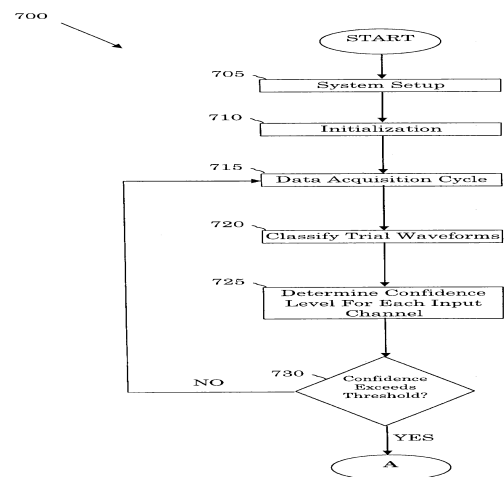 700
START
705
System Setup
710
Initialization
715
Data Acquisition Cycle
720
Classify Trial Waveforms
725
Determine Confidence
Level For Each Input
Channel
730
Confidence
Exceeds
Threshold?
NO
YES
A